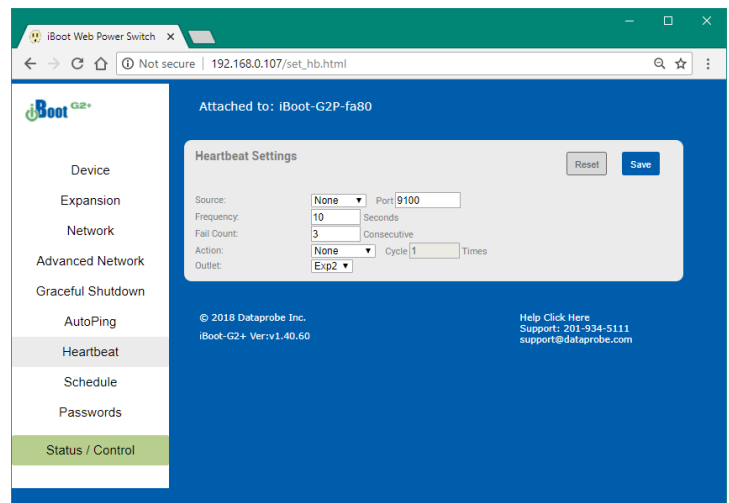 iBoot Web Power Switch
Not secure | 192.168.0.107/set_hb.html
iBoot G2+
Attached to: iBoot-G2P-fa80
Device
Expansion
Network
Advanced Network
Graceful Shutdown
AutoPing
Heartbeat
Schedule
Passwords
Status / Control
Heartbeat Settings
Reset
Save
Source: None Port 9100
Frequency: 10 Seconds
Fail Count: 3 Consecutive
Action: None Cycle 1 Times
Outlet: Exp2
© 2018 Dataprobe Inc.
iBoot-G2+ Ver:v1.40.60
Help Click Here
Support: 201-934-5111
support@dataprobe.com